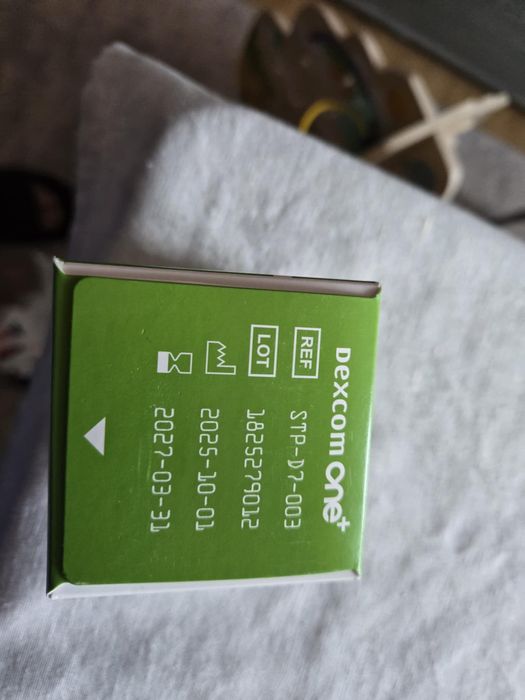 Dexcom ONE+
REF STP-D7-003
LOT 1825279012
2025-10-01
2027-03-31